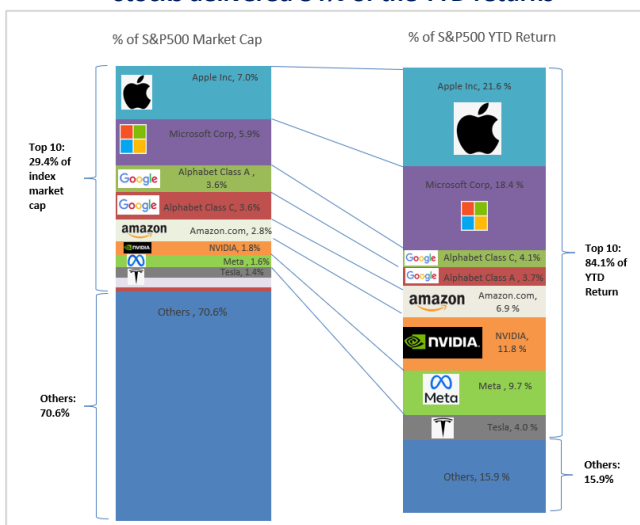 % of S&P500 Market Cap
% of S&P500 YTD Return
Top 10:
29.4% of
index
market
cap
Others:
70.6%
Apple Inc, 7.0%
Microsoft Corp, 5.9%
Google
Alphabet Class A ,
3.6%
Google
Alphabet Class C, 3.6%
amazon
Amazon.com, 2.8%
NVIDIA
NVIDIA, 1.8%
Meta , 1.6%
Tesla, 1.4%
Others , 70.6%
Apple Inc, 21.6 %
Microsoft Corp, 18.4 %
Google
Alphabet Class C, 4.1%
Google
Alphabet Class A , 3.7%
amazon
Amazon.com,
6.9 %
NVIDIA
NVIDIA,
11.8 %
Meta
Meta , 9.7 %
Tesla, 4.0 %
Others, 15.9 %
Top 10:
84.1% of
YTD
Return
Others:
15.9%